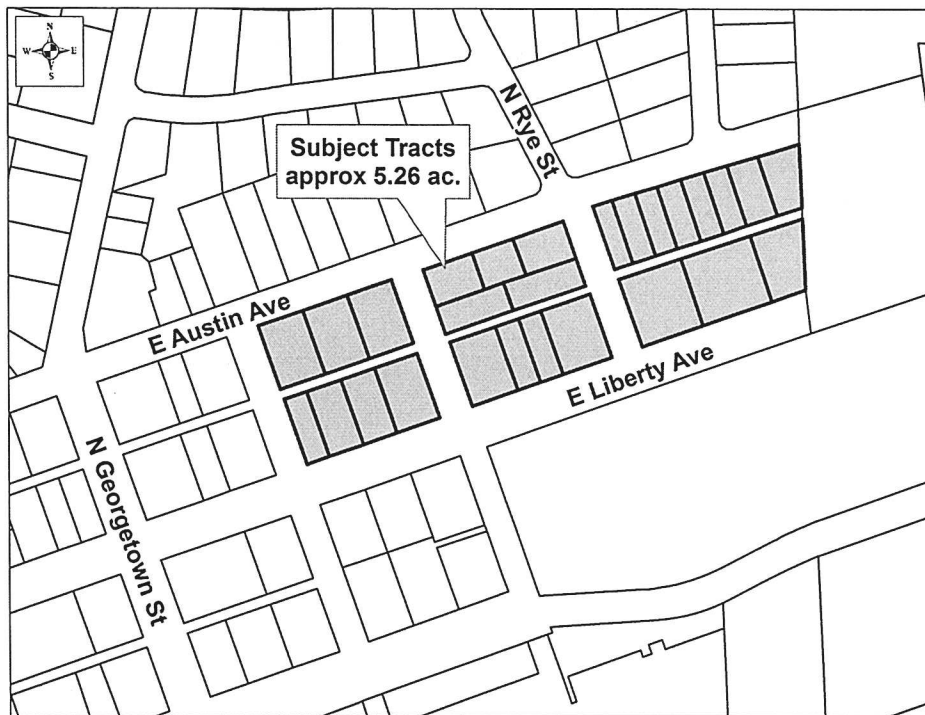 N
W E
S
N Rye St
Subject Tracts
approx 5.26 ac.
E Austin Ave
E Liberty Ave
N Georgetown St